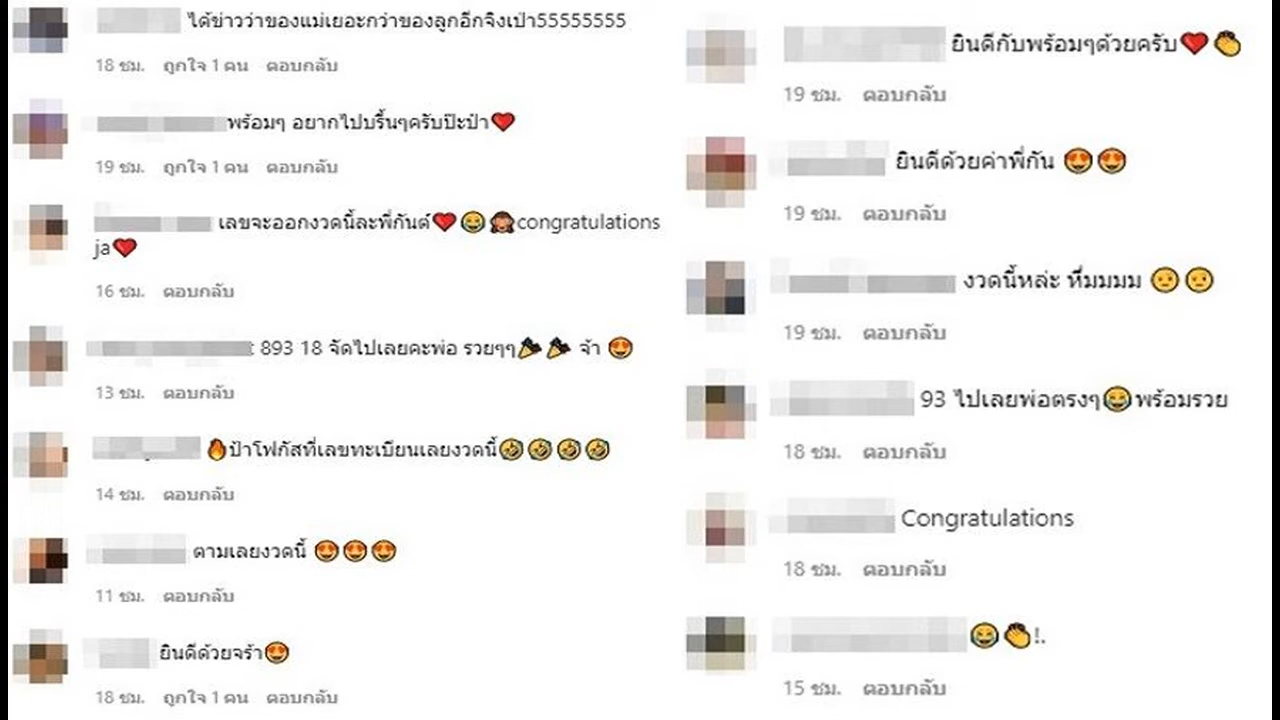 ได้ข่าวว่าของแม่เยอะกว่าของลูกอีกจิงเป่า55555555
18 ชม. ถูกใจ 1 คน ตอบกลับ
พร้อมๆ อยากไปบรื้นๆครับป๊ะป๋า❤️
19 ชม. ถูกใจ 1 คน ตอบกลับ
เลขจะออกงวดนี้ละพี่กันต์❤️😂🙈congratulations
ja❤️
16 ชม. ตอบกลับ
893 18 จัดไปเลยคะพ่อ รวยๆๆ🎉🎉 จ้า 😍
13 ชม. ตอบกลับ
🔥ป้าโฟกัสที่เลขทะเบียนเลยงวดนี้🤣🤣🤣🤣
14 ชม. ตอบกลับ
ตามเลยงวดนี้ 😍😍😍
11 ชม. ตอบกลับ
ยินดีด้วยจร้า😍
18 ชม. ถูกใจ 1 คน ตอบกลับ
ยินดีกับพร้อมๆด้วยครับ❤️👏
19 ชม. ตอบกลับ
ยินดีด้วยค่าพี่กัน 😍😍
19 ชม. ตอบกลับ
งวดนี้หล่ะ หึ่มมมมม 🫡🫡
19 ชม. ตอบกลับ
93 ไปเลยพ่อตรงๆ😂พร้อมรวย
18 ชม. ตอบกลับ
Congratulations
18 ชม. ตอบกลับ
😂👏!.
15 ชม. ตอบกลับ